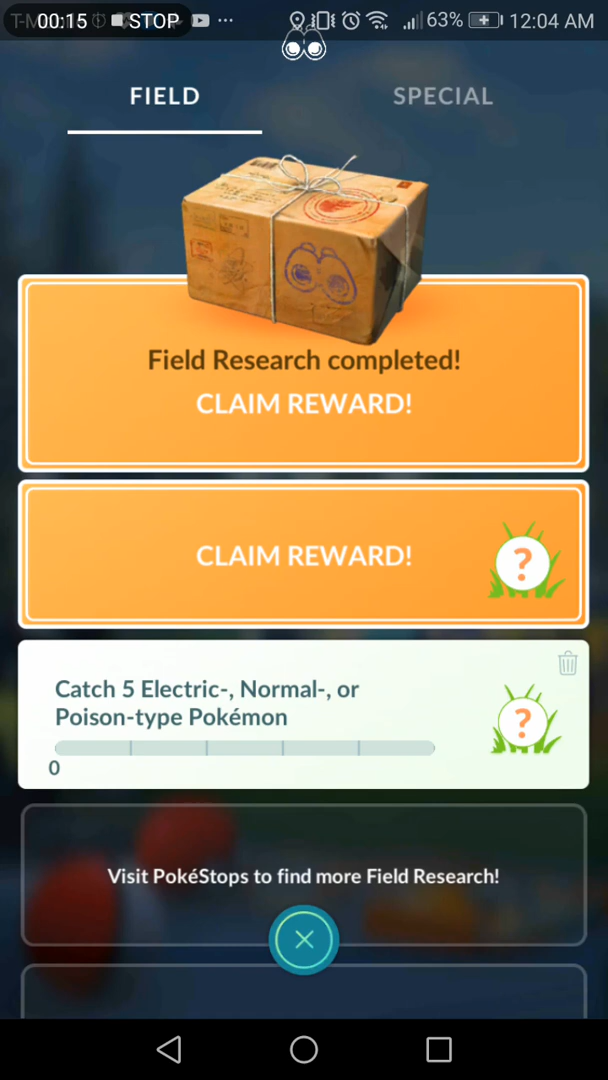 00:15 STOP ... 63% 12:04 AM
FIELD SPECIAL
Field Research completed!
CLAIM REWARD!
CLAIM REWARD!
?
Catch 5 Electric-, Normal-, or
Poison-type Pokémon
?
0
Visit PokéStops to find more Field Research!